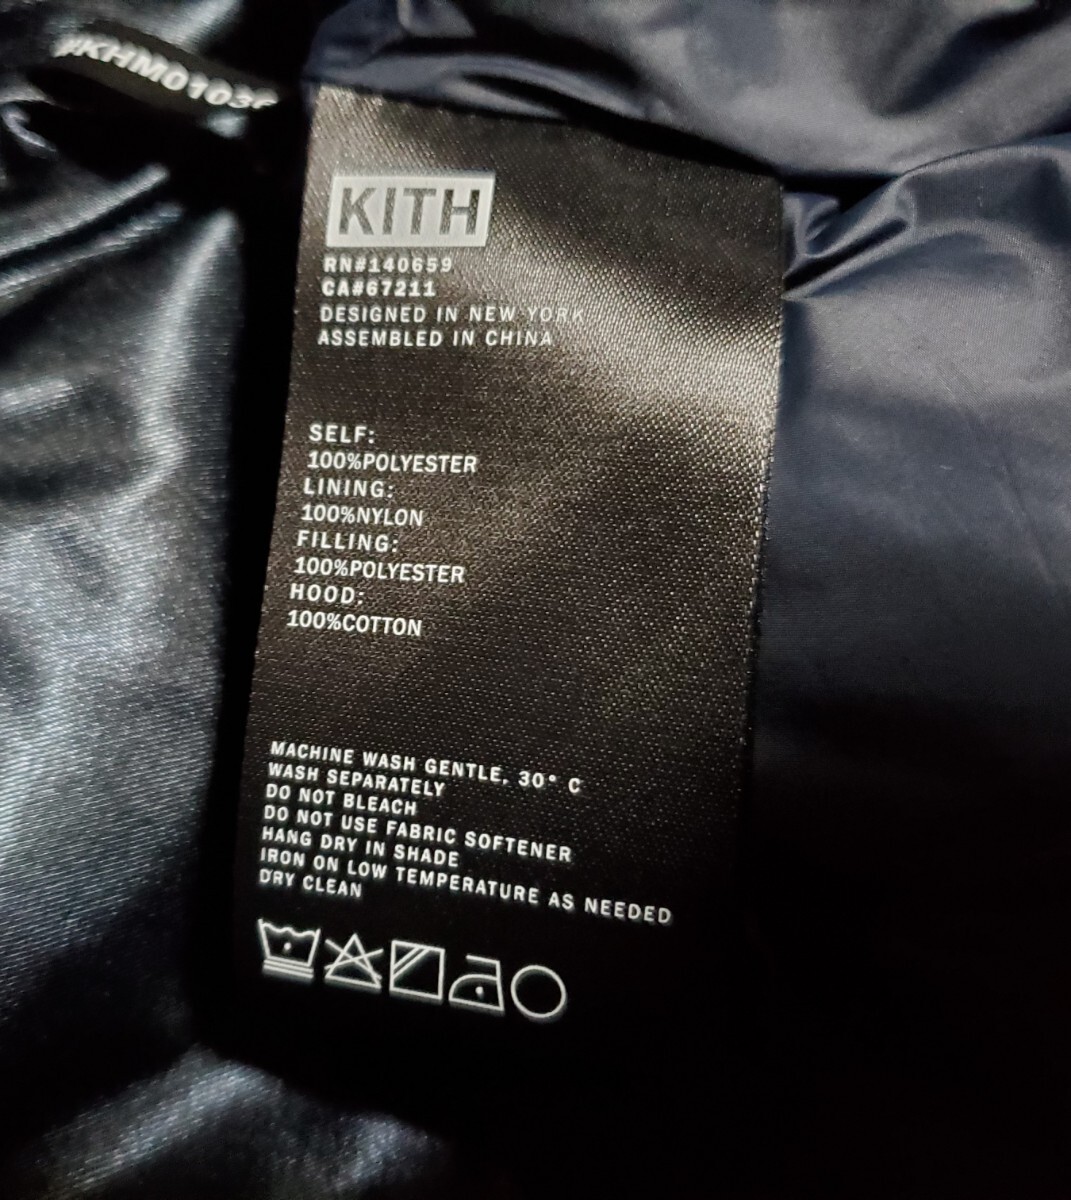 KITH
RN#140659
CA#67211
DESIGNED IN NEW YORK
ASSEMBLED IN CHINA
SELF:
100%POLYESTER
LINING:
100%NYLON
FILLING:
100%POLYESTER
HOOD:
100%COTTON
MACHINE WASH GENTLE, 30° C
WASH SEPARATELY
DO NOT BLEACH
DO NOT USE FABRIC SOFTENER
HANG DRY IN SHADE
IRON ON LOW TEMPERATURE AS NEEDED
DRY CLEAN